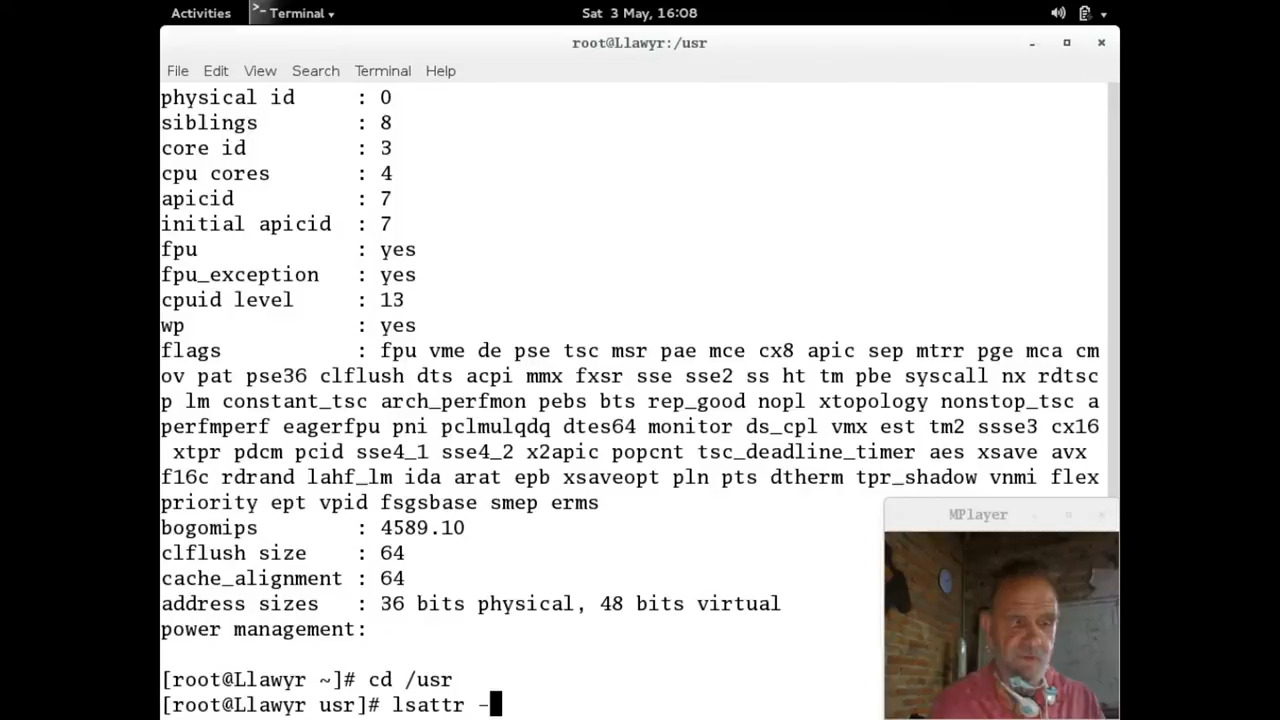 Activities Terminal Sat 3 May, 16:08
root@Llawyr:/usr
File Edit View Search Terminal Help
physical id : 0
siblings : 8
core id : 3
cpu cores : 4
apicid : 7
initial apicid : 7
fpu : yes
fpu_exception : yes
cpuid level : 13
wp : yes
flags : fpu vme de pse tsc msr pae mce cx8 apic sep mtrr pge mca cm
ov pat pse36 clflush dts acpi mmx fxsr sse sse2 ss ht tm pbe syscall nx rdtsc
p lm constant_tsc arch_perfmon pebs bts rep_good nopl xtopology nonstop_tsc a
perfmperf eagerfpu pni pclmulqdq dtes64 monitor ds_cpl vmx est tm2 ssse3 cx16
xtpr pdcm pcid sse4_1 sse4_2 x2apic popcnt tsc_deadline_timer aes xsave avx
f16c rdrand lahf_lm ida arat epb xsaveopt pln pts dtherm tpr_shadow vnmi flex
priority ept vpid fsgsbase smep erms
bogomips : 4589.10
clflush size : 64
cache_alignment : 64
address sizes : 36 bits physical, 48 bits virtual
power management:
[root@Llawyr ~]# cd /usr
[root@Llawyr usr]# lsattr -
MPlayer